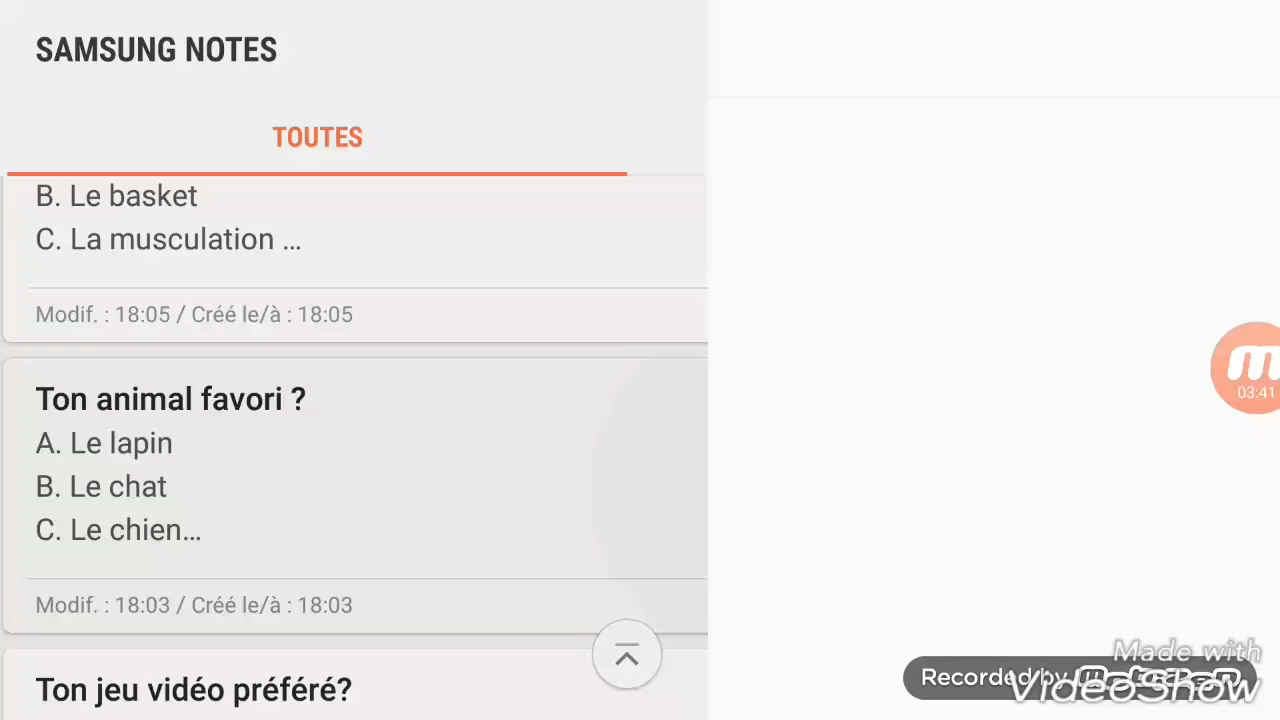 SAMSUNG NOTES
TOUTES
B. Le basket
C. La musculation ...
Modif. : 18:05 / Créé le/à : 18:05
Ton animal favori ?
A. Le lapin
B. Le chat
C. Le chien...
03:41
Modif. : 18:03 / Créé le/à : 18:03
Made with
Recorded by
VideoShow
Ton jeu vidéo préféré?